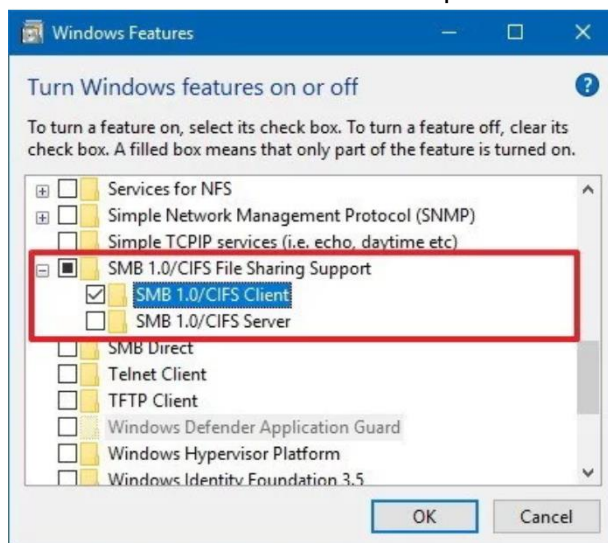 Windows Features
Turn Windows features on or off
To turn a feature on, select its check box. To turn a feature off, clear its
check box. A filled box means that only part of the feature is turned on.
Services for NFS
Simple Network Management Protocol (SNMP)
Simple TCPIP services (i.e. echo, daytime etc)
SMB 1.0/CIFS File Sharing Support
SMB 1.0/CIFS Client
SMB 1.0/CIFS Server
SMB Direct
Telnet Client
TFTP Client
Windows Defender Application Guard
Windows Hypervisor Platform
Windows Identity Foundation 3.5
OK Cancel